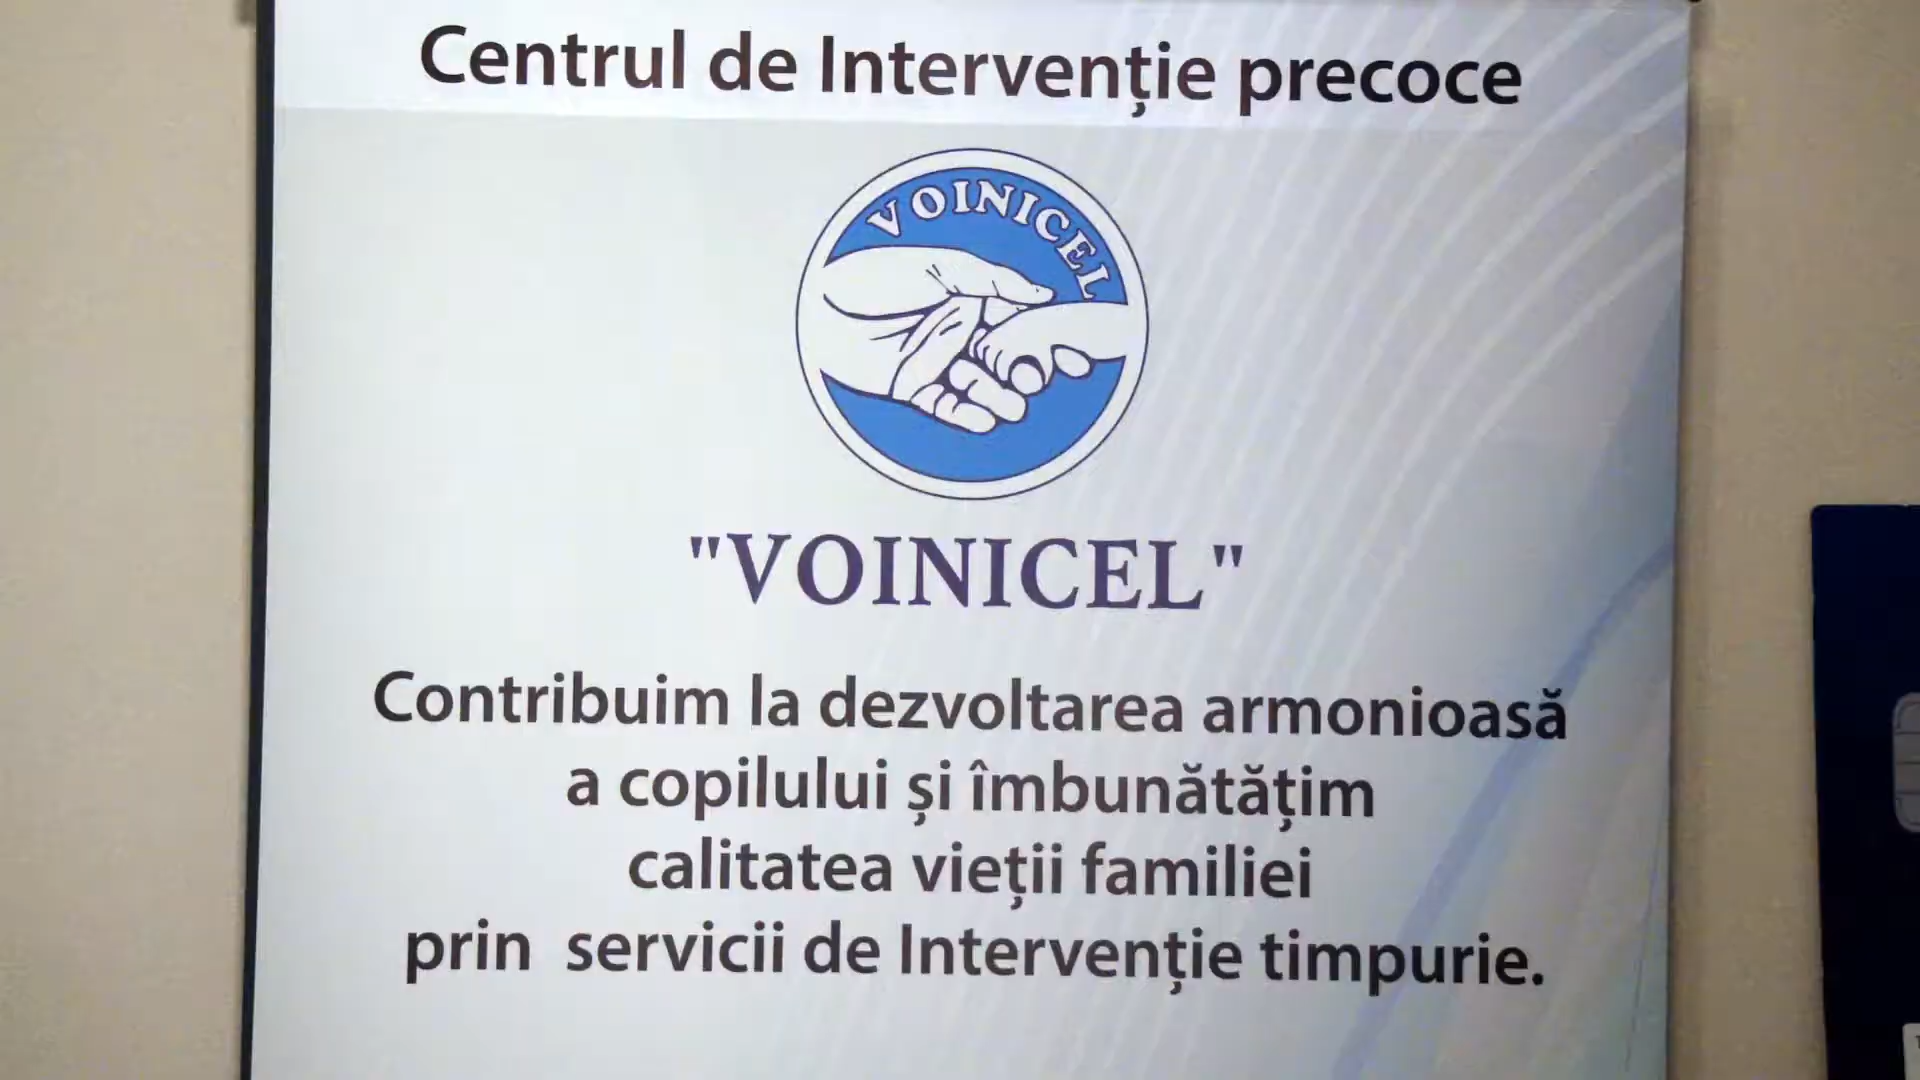 Centrul de Intervenție precoce
VOINICEL
"VOINICEL"
Contribuim la dezvoltarea armonioasă
a copilului și îmbunătățim
calitatea vieții familiei
prin servicii de Intervenție timpurie.